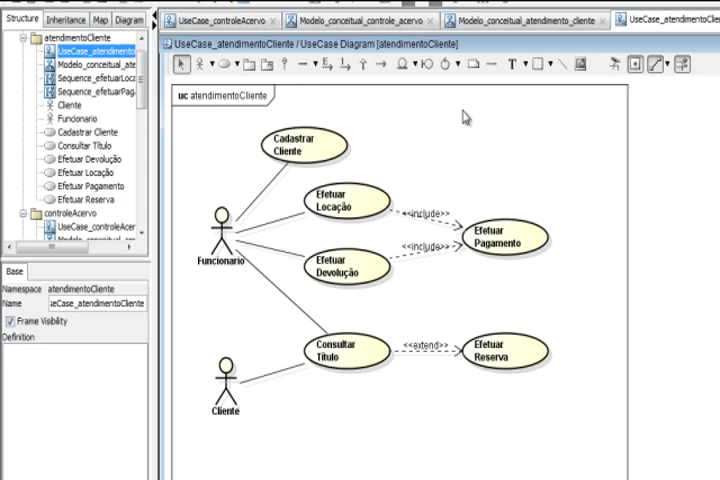 Structure
Inheritance
Map
Diagram
UseCase_controleAcervo
Modelo_conceitual_controle_acervo
Modelo_conceitual_atendimento_cliente
UseCase_atendimentoClien
UseCase_atendimentoCliente / UseCase Diagram [atendimentoCliente]
atendimentoCliente
UseCase_atendimento
Modelo_conceitual_ate
Sequence_efetuarLoca
Sequence_efetuarPag
Cliente
Funcionario
Cadastrar Cliente
Consultar Título
Efetuar Devolução
Efetuar Locação
Efetuar Pagamento
Efetuar Reserva
controleAcervo
UseCase_controleAcer
Base
Namespace atendimentoCliente
Name
seCase_atendimentoCliente
Frame Visibility
Definition
T
uc atendimentoCliente
Cadastrar
Cliente
Efetuar
Locação
<<include>>
Efetuar
Pagamento
<<include>>
Funcionario
Efetuar
Devolução
Consultar
Título
<<extend>>
Efetuar
Reserva
Cliente